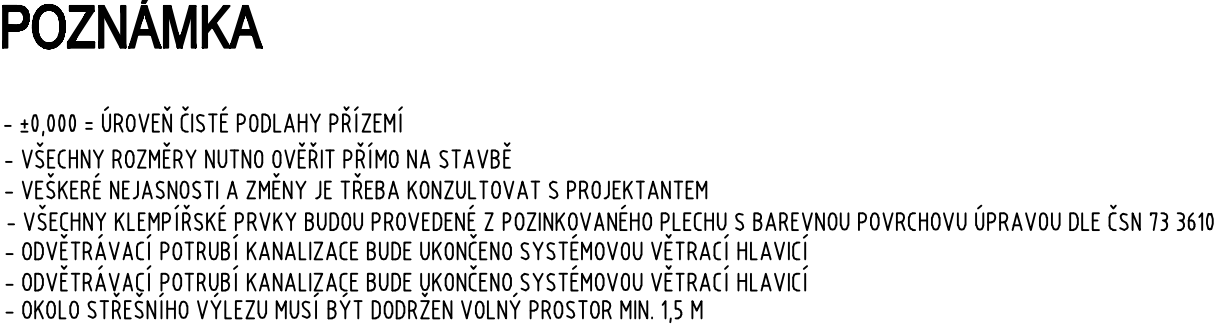 POZNÁMKA
- ±0,000 = ÚROVEŇ ČISTÉ PODLAHY PŘÍZEMÍ
- VŠECHNY ROZMĚRY NUTNO OVĚŘIT PŘÍMO NA STAVBĚ
- VEŠKERÉ NEJASNOSTI A ZMĚNY JE TŘEBA KONZULTOVAT S PROJEKTANTEM
- VŠECHNY KLEMPÍŘSKÉ PRVKY BUDOU PROVEDENÉ Z POZINKOVANÉHO PLECHU S BAREVNOU POVRCHOVU ÚPRAVOU DLE ČSN 73 3610
- ODVĚTRÁVACÍ POTRUBÍ KANALIZACE BUDE UKONČENO SYSTÉMOVOU VĚTRACÍ HLAVICÍ
- ODVĚTRÁVACÍ POTRUBÍ KANALIZACE BUDE UKONČENO SYSTÉMOVOU VĚTRACÍ HLAVICÍ
- OKOLO STŘEŠNÍHO VÝLEZU MUSÍ BÝT DODRŽEN VOLNÝ PROSTOR MIN. 1,5 M